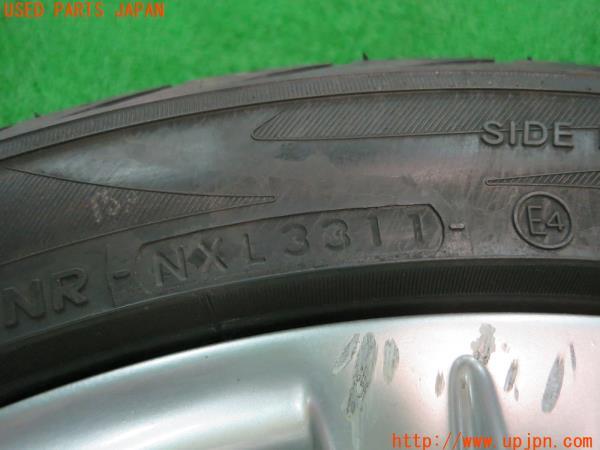 USED PARTS JAPAN
SIDE
NR -NXL3311-
E4
http://www.upjpn.com/